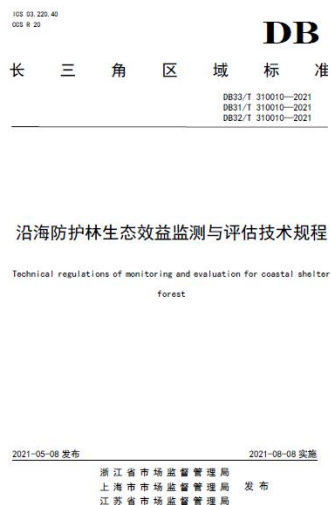 ICS 03.220.40
CCS R 20
DB
长三角区域标准
DB33/T 310010—2021
DB31/T 310010—2021
DB32/T 310010—2021
沿海防护林生态效益监测与评估技术规程
Technical regulations of monitoring and evaluation for coastal shelter
forest
2021-05-08 发布 2021-08-08 实施
浙江省市场监督管理局
上海市市场监督管理局 发布
江苏省市场监督管理局